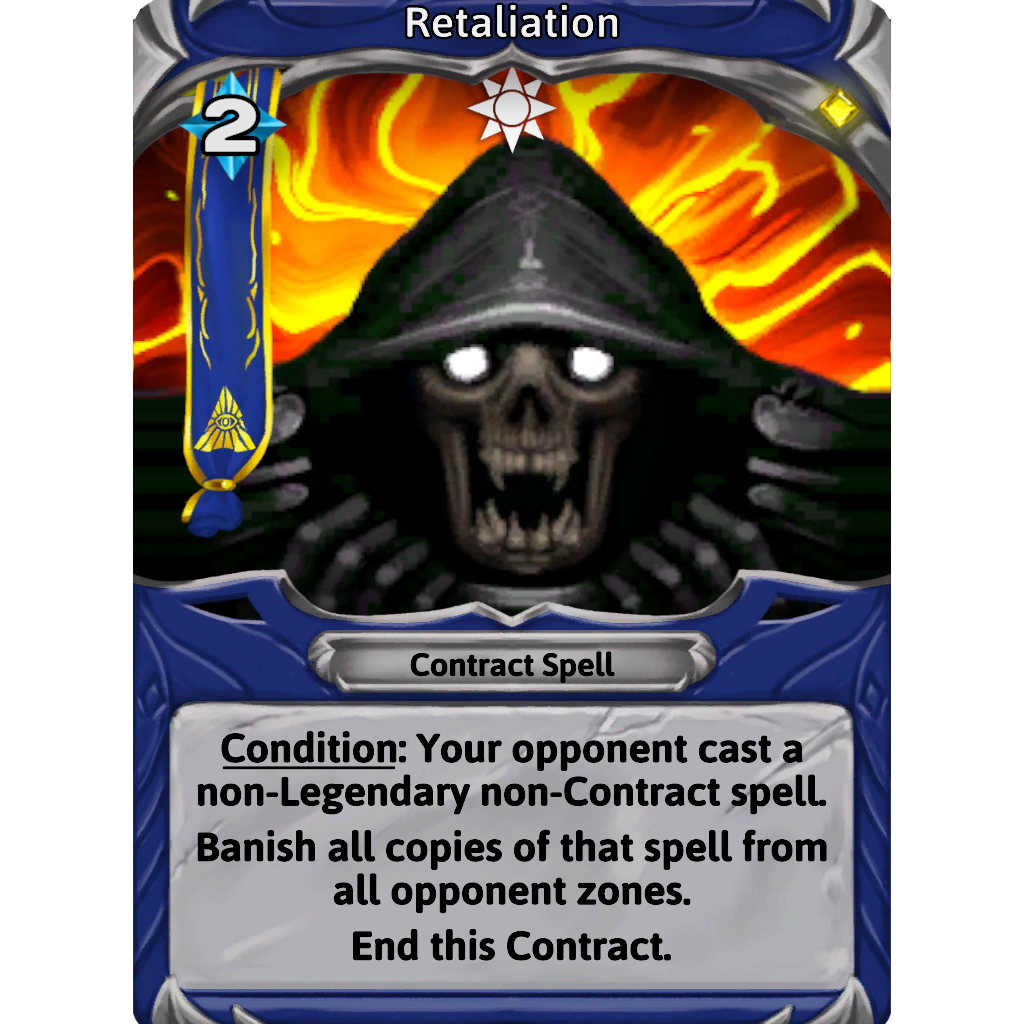 Retaliation
2
Contract Spell
Condition: Your opponent cast a
non-Legendary non-Contract spell.
Banish all copies of that spell from
all opponent zones.
End this Contract.